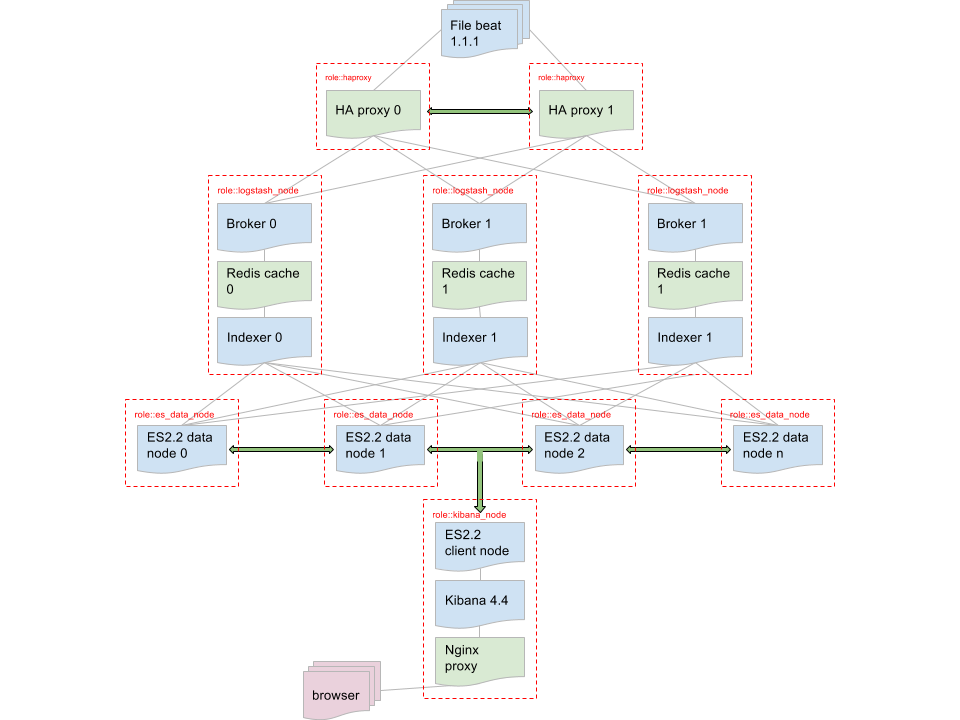 File beat
1.1.1
role::haproxy
role::haproxy
HA proxy 0
HA proxy 1
role::logstash_node
role::logstash_node
role::logstash_node
Broker 0
Broker 1
Broker 1
Redis cache
0
Redis cache
1
Redis cache
1
Indexer 0
Indexer 1
Indexer 1
role::es_data_node
role::es_data_node
role::es_data_node
role::es_data_node
ES2.2 data
node 0
ES2.2 data
node 1
ES2.2 data
node 2
ES2.2 data
node n
role::kibana_node
ES2.2
client node
Kibana 4.4
Nginx
proxy
browser